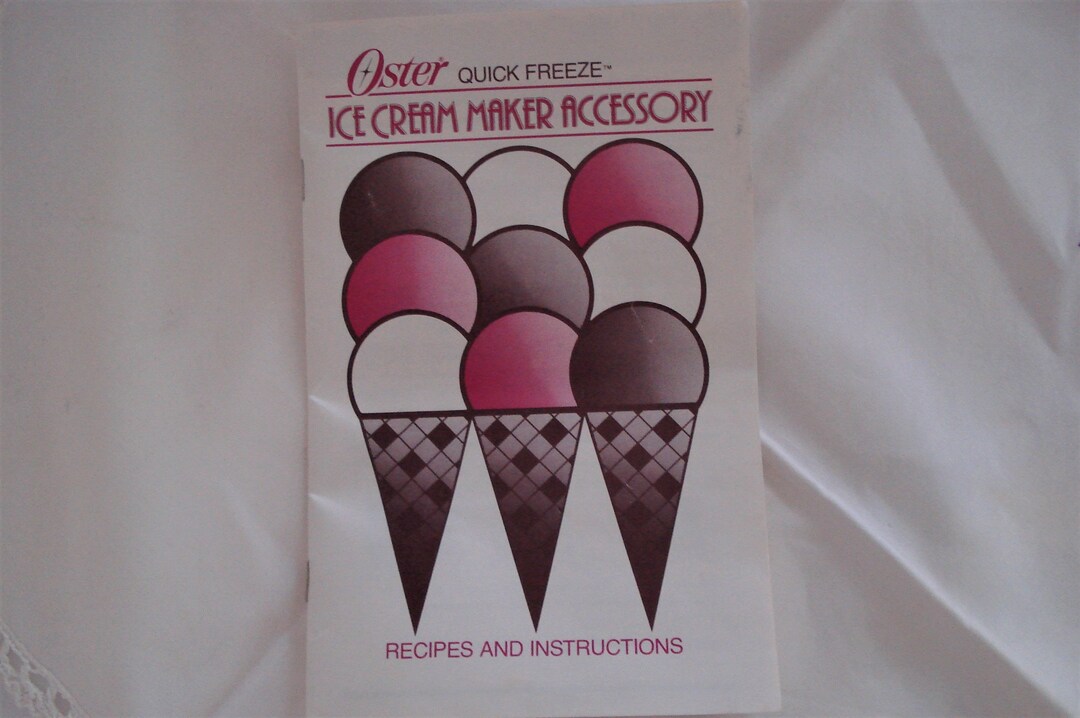 Oster® QUICK FREEZE™
ICE CREAM MAKER ACCESSORY
RECIPES AND INSTRUCTIONS